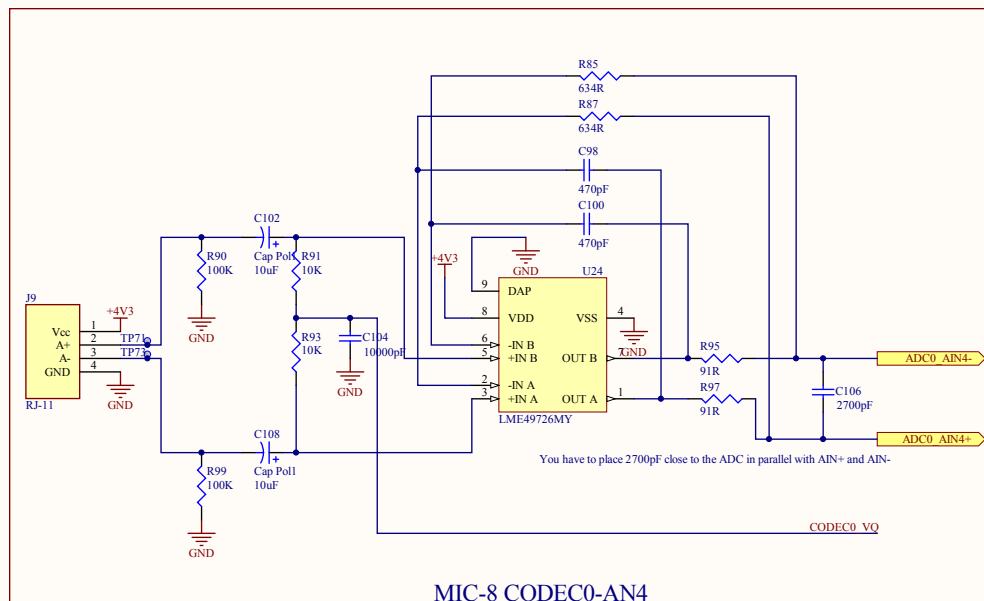 R85
634R
R87
634R
C98
470pF
C100
470pF
C102
Cap Pol1
10uF
R90
100K
R91
10K
GND
+4V3
U24
9 DAP
8 VDD
VSS 4
GND
6 -IN B
5 +IN B
OUT B 7
2 -IN A
3 +IN A
OUT A 1
LME49726MY
J9
+4V3
Vcc 1
A+ 2 TP71
A- 3 TP73
GND 4
RJ-11
GND
GND
R93
10K
C104
10000pF
GND
R95
91R
R97
91R
ADC0_AIN4-
C106
2700pF
ADC0_AIN4+
You have to place 2700pF close to the ADC in parallel with AIN+ and AIN-
C108
Cap Pol1
10uF
R99
100K
GND
CODEC0_VQ
MIC-8 CODEC0-AN4